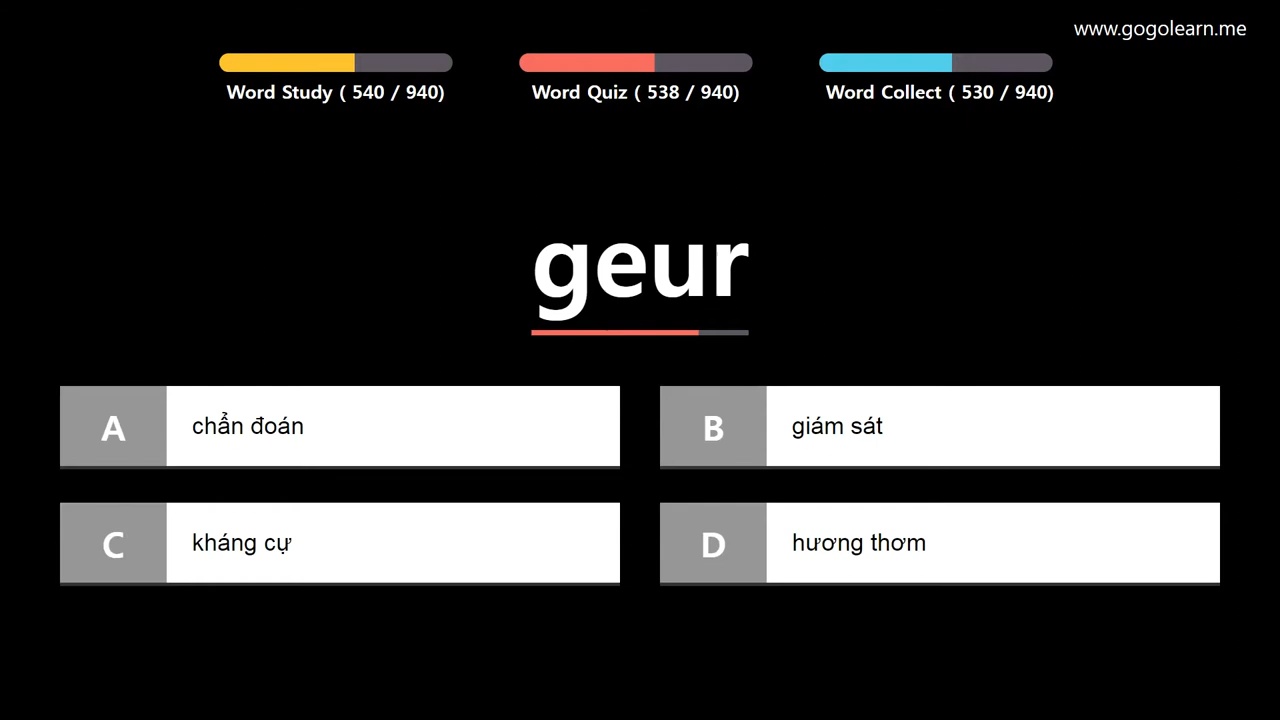 www.gogolearn.me
Word Study ( 540 / 940)
Word Quiz ( 538 / 940)
Word Collect ( 530 / 940)
geur
A
chẩn đoán
B
giám sát
C
kháng cự
D
hương thơm